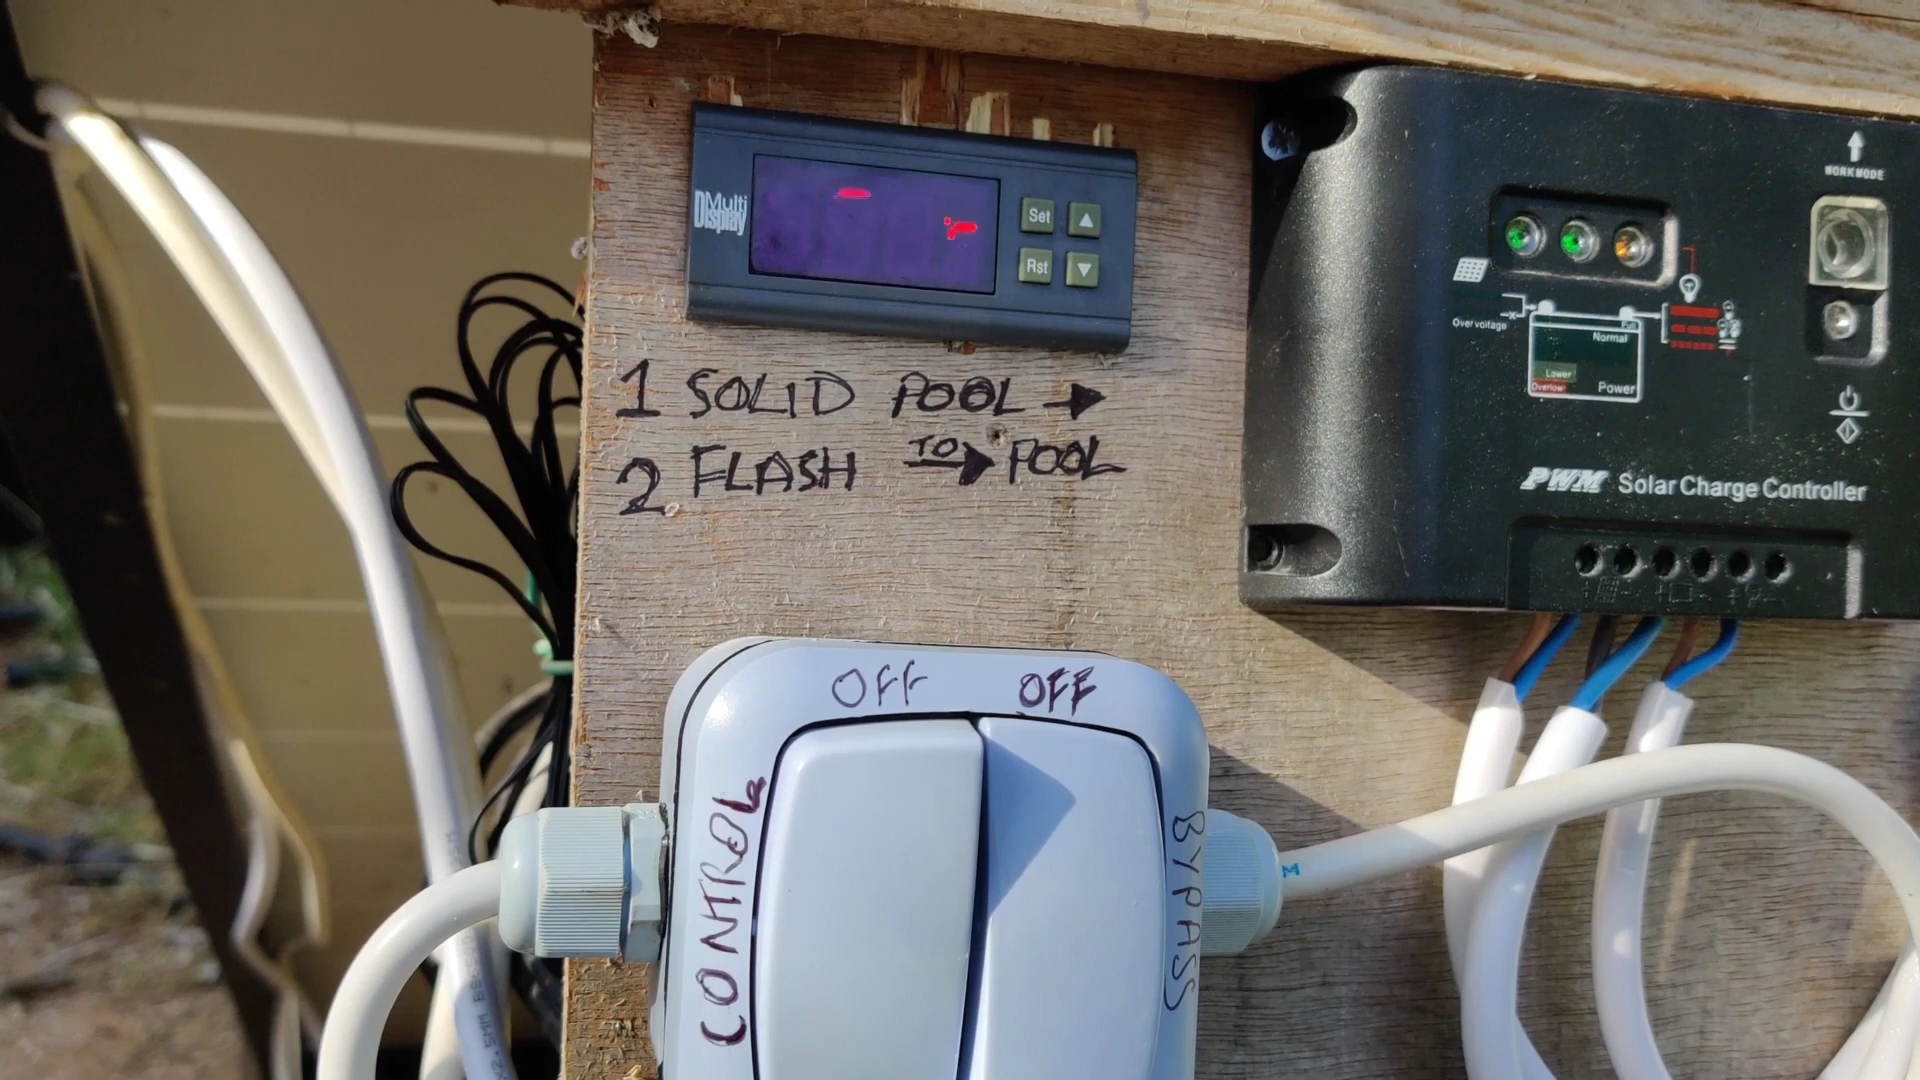 Multi
Display
Set
Rst
1 SOLID POOL →
2. FLASH TO → POOL
WORK MODE
Over voltage
Full
Normal
Lower
Overlow
Power
PWM Solar Charge Controller
OFF OFF
CONTROL
BYPASS